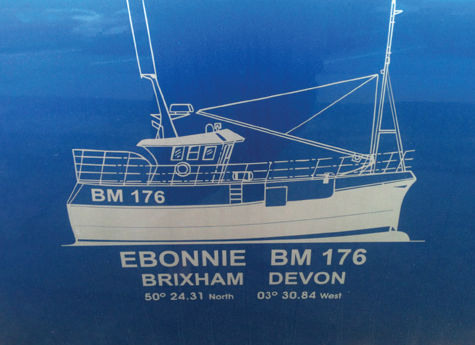 BM 176
EBONNIE BM 176
BRIXHAM DEVON
50° 24.31 North 03° 30.84 West